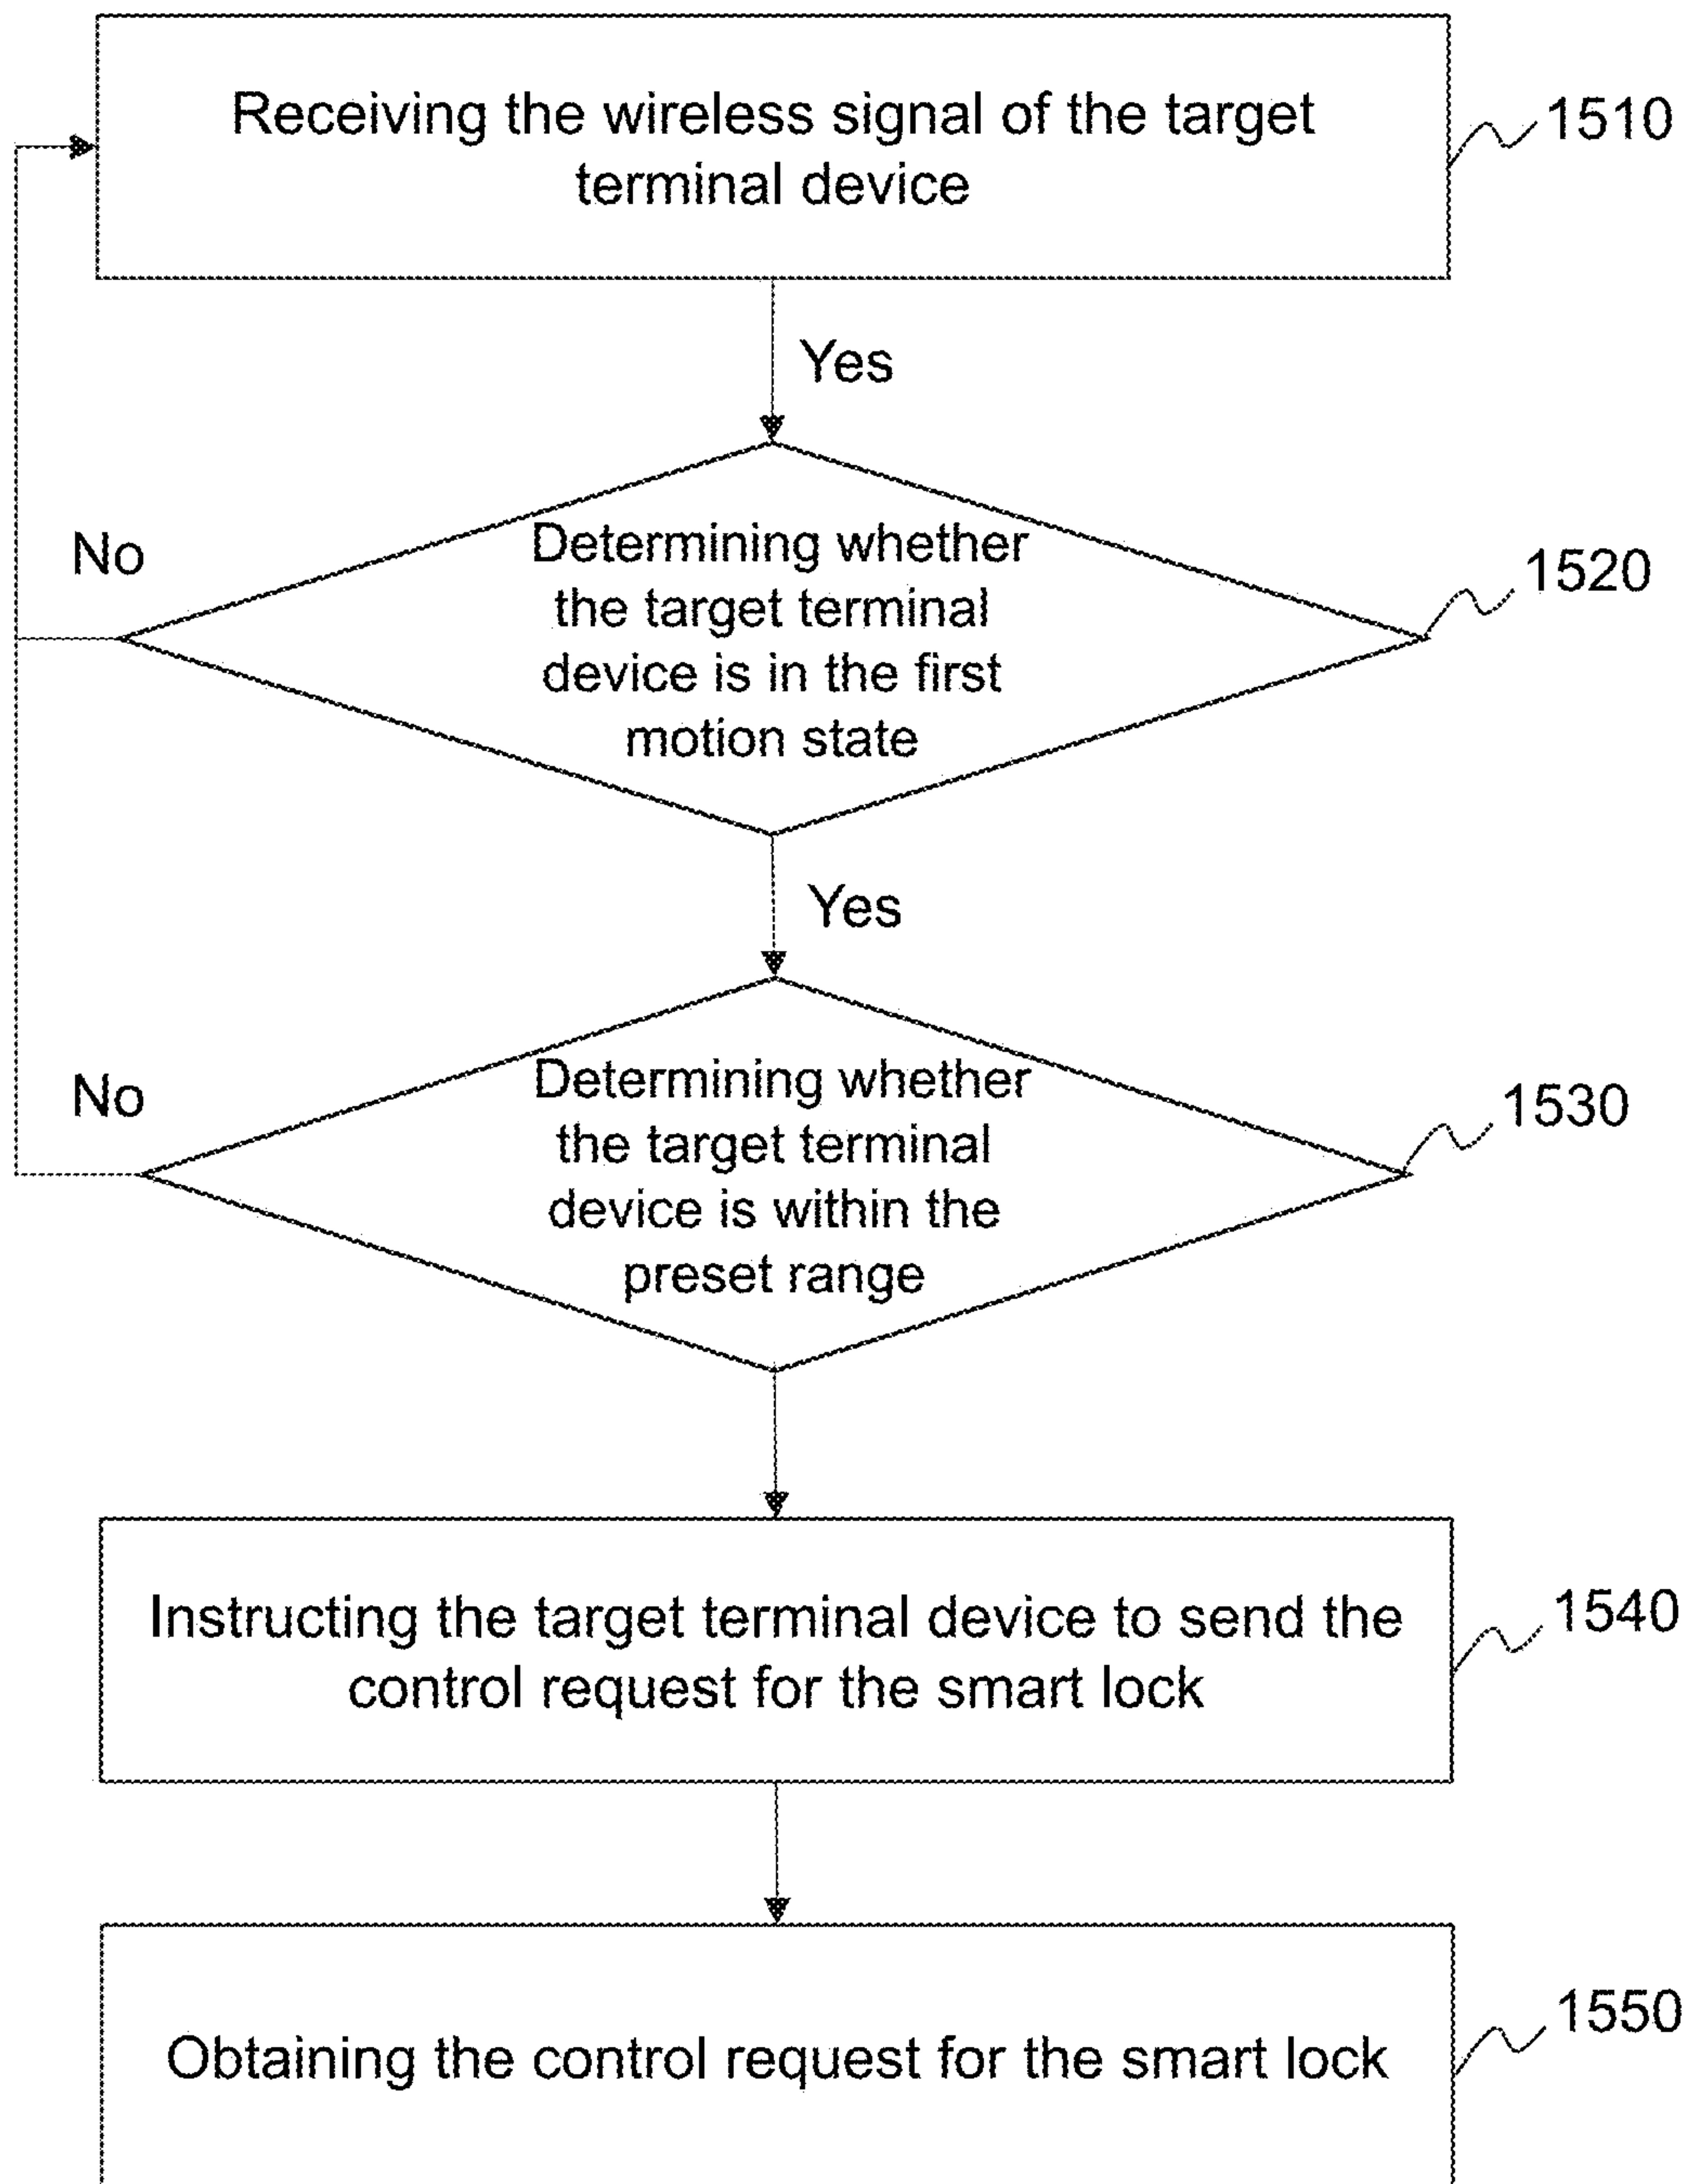 Receiving the wireless signal of the target
terminal device
1510
Yes
No
Determining whether
the target terminal
device is in the first
motion state
1520
Yes
No
Determining whether
the target terminal
device is within the
preset range
1530
Instructing the target terminal device to send the
control request for the smart lock
1540
Obtaining the control request for the smart lock
1550